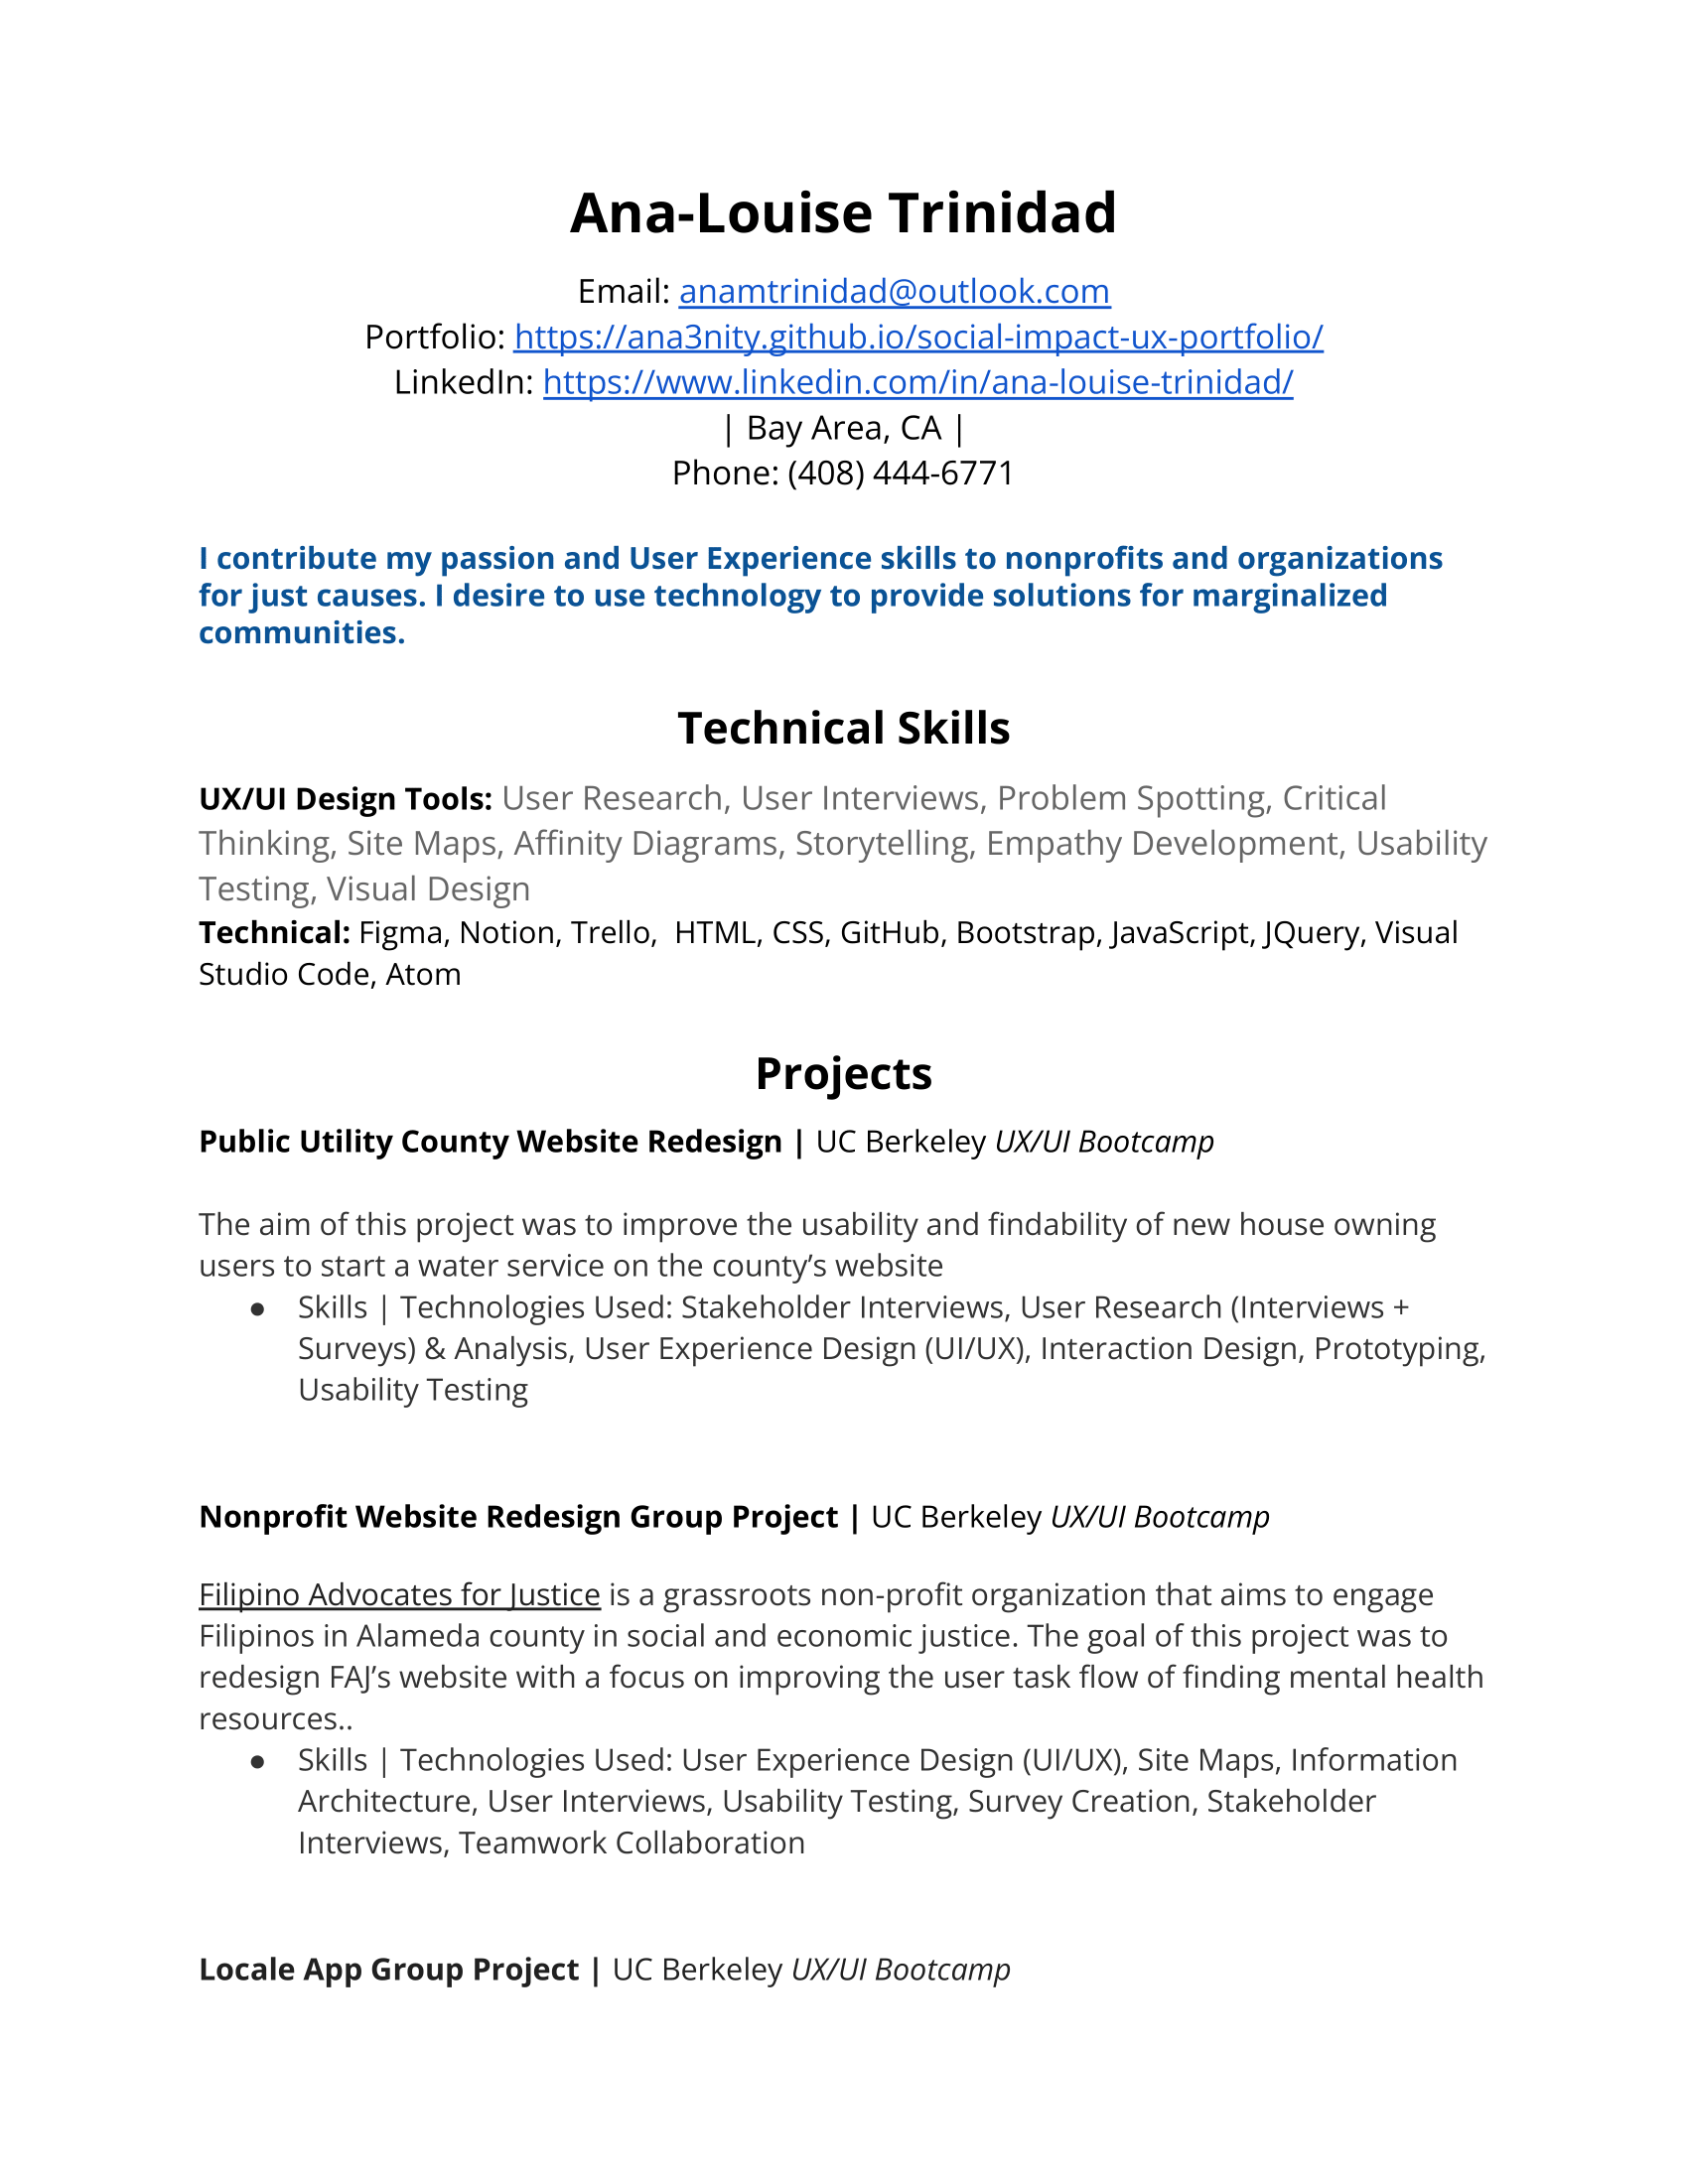 Ana-Louise Trinidad
Email: anamtrinidad@outlook.com
Portfolio: https://ana3nity.github.io/social-impact-ux-portfolio/
LinkedIn: https://www.linkedin.com/in/ana-louise-trinidad/
| Bay Area, CA |
Phone: (408) 444-6771
I contribute my passion and User Experience skills to nonprofits and organizations
for just causes. I desire to use technology to provide solutions for marginalized
communities.
Technical Skills
UX/UI Design Tools: User Research, User Interviews, Problem Spotting, Critical
Thinking, Site Maps, Affinity Diagrams, Storytelling, Empathy Development, Usability
Testing, Visual Design
Technical: Figma, Notion, Trello,  HTML, CSS, GitHub, Bootstrap, JavaScript, JQuery, Visual
Studio Code, Atom
Projects
Public Utility County Website Redesign | UC Berkeley UX/UI Bootcamp
The aim of this project was to improve the usability and findability of new house owning
users to start a water service on the county’s website
● Skills | Technologies Used: Stakeholder Interviews, User Research (Interviews +
Surveys) & Analysis, User Experience Design (UI/UX), Interaction Design, Prototyping,
Usability Testing
Nonprofit Website Redesign Group Project | UC Berkeley UX/UI Bootcamp
Filipino Advocates for Justice is a grassroots non-profit organization that aims to engage
Filipinos in Alameda county in social and economic justice. The goal of this project was to
redesign FAJ’s website with a focus on improving the user task flow of finding mental health
resources..
● Skills | Technologies Used: User Experience Design (UI/UX), Site Maps, Information
Architecture, User Interviews, Usability Testing, Survey Creation, Stakeholder
Interviews, Teamwork Collaboration
Locale App Group Project | UC Berkeley UX/UI Bootcamp